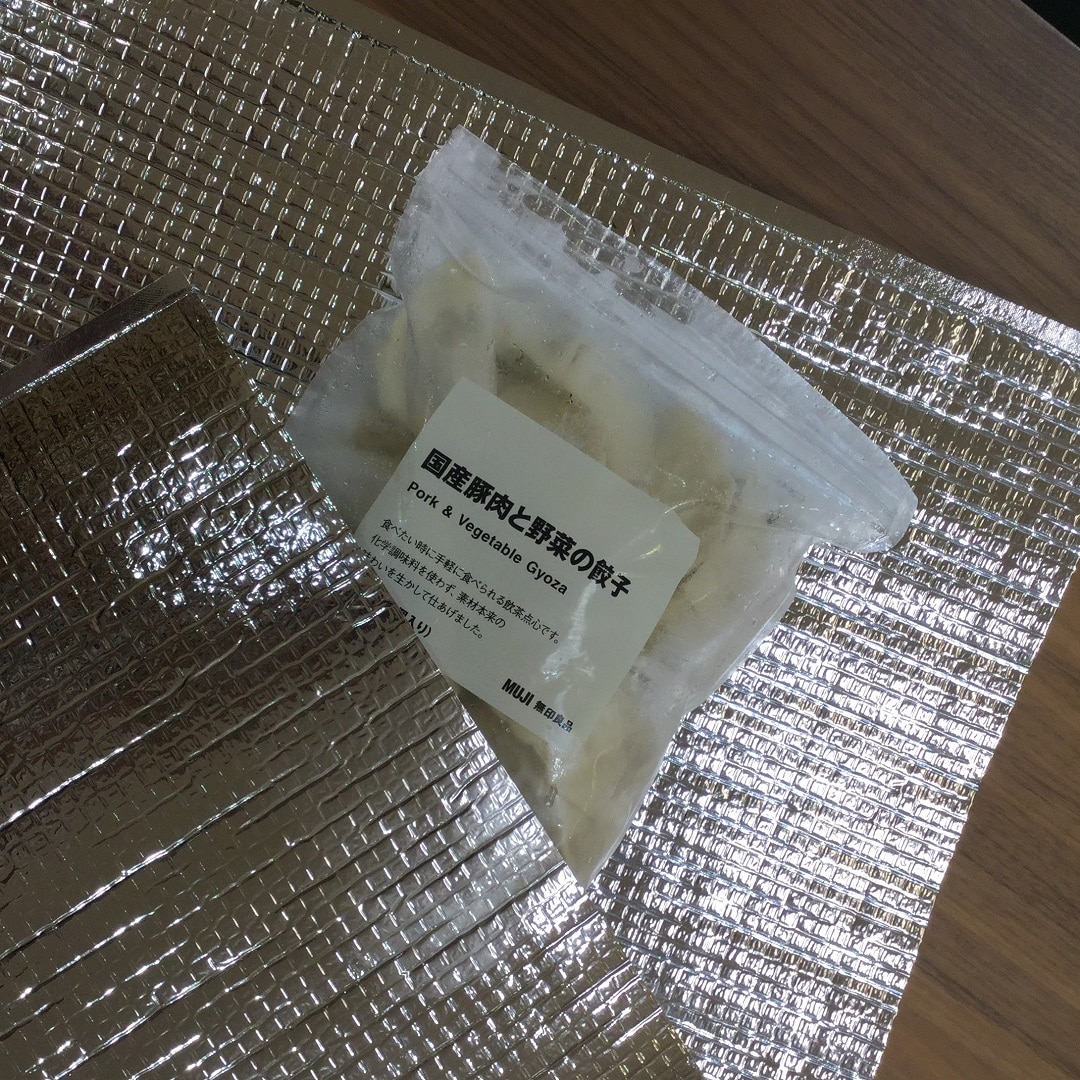 国産豚肉と野菜の餃子
Pork & Vegetable Gyoza
食べたい時に手軽に食べられる飲茶点心です。
化学調味料を使わず、素材本来の
わいを生かして仕あげました。
入り)
MUJI 無印良品